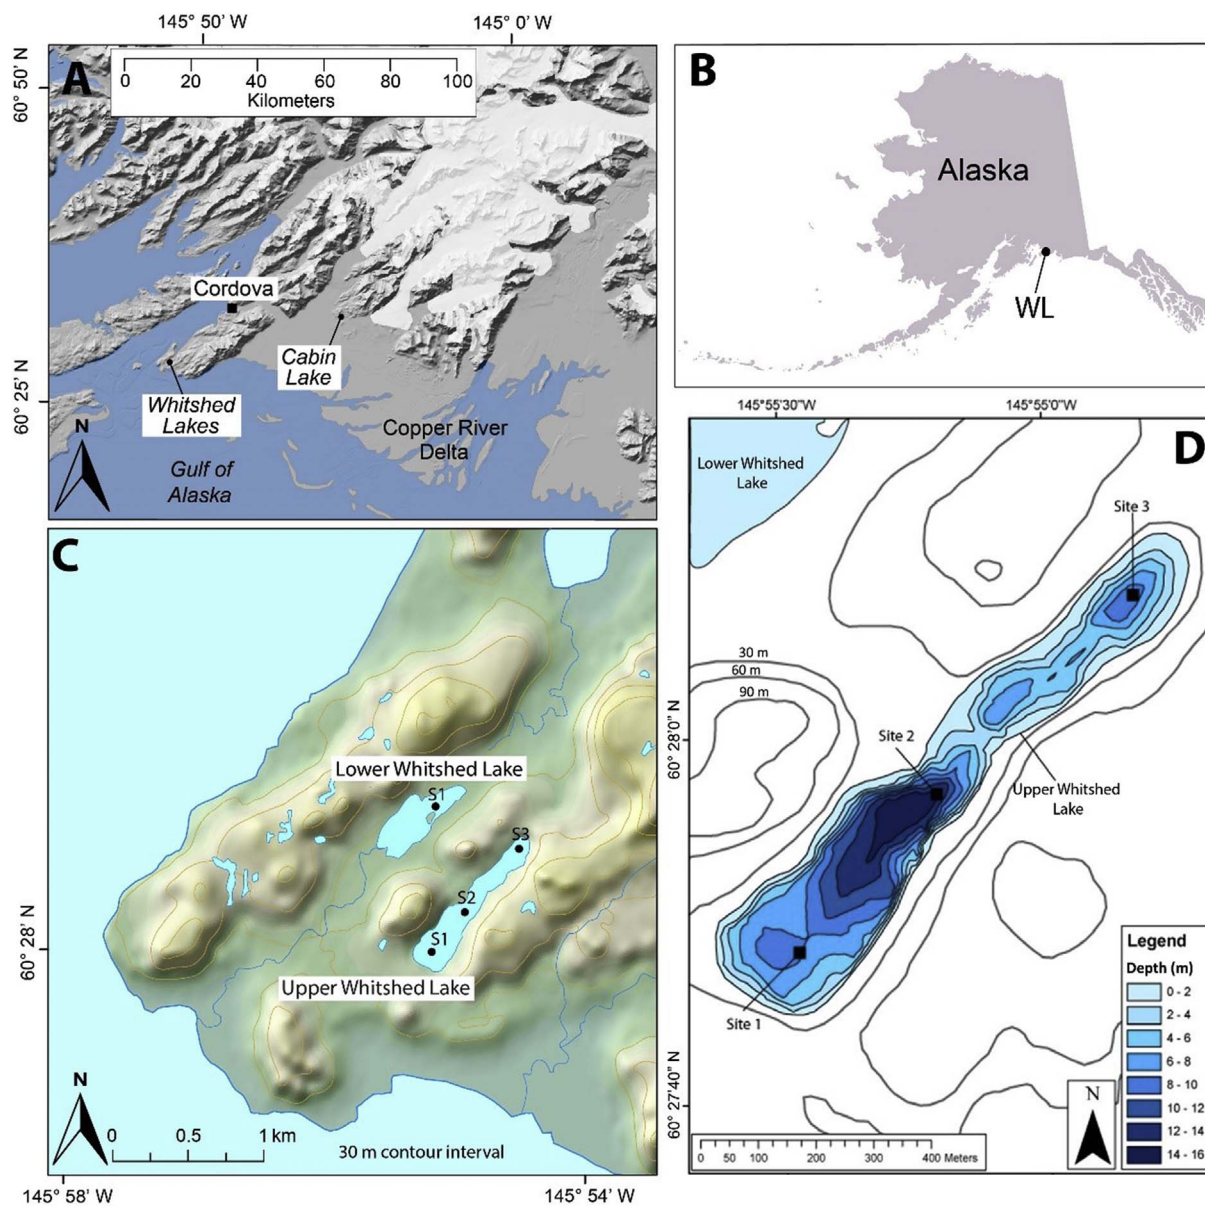 145° 50' W
145° 0' W
60° 50' N
60° 25' N
A
0 20 40 60 80 100
Kilometers
Cordova
Cabin
Lake
Whitshed
Lakes
Copper River
Delta
N
Gulf of
Alaska
B
Alaska
WL
C
Lower Whitshed Lake
S1
S3
S2
S1
Upper Whitshed Lake
60° 28' N
N
0 0.5 1 km
30 m contour interval
145° 58' W
145° 54' W
145°55'30"W
145°55'0"W
D
Lower Whitshed
Lake
Site 3
30 m
60 m
90 m
Site 2
60° 28'0" N
Upper Whitshed
Lake
Site 1
60° 27'40" N
Legend
Depth (m)
0 - 2
2 - 4
4 - 6
6 - 8
8 - 10
10 - 12
12 - 14
14 - 16
N
0 50 100 200 300 400 Meters